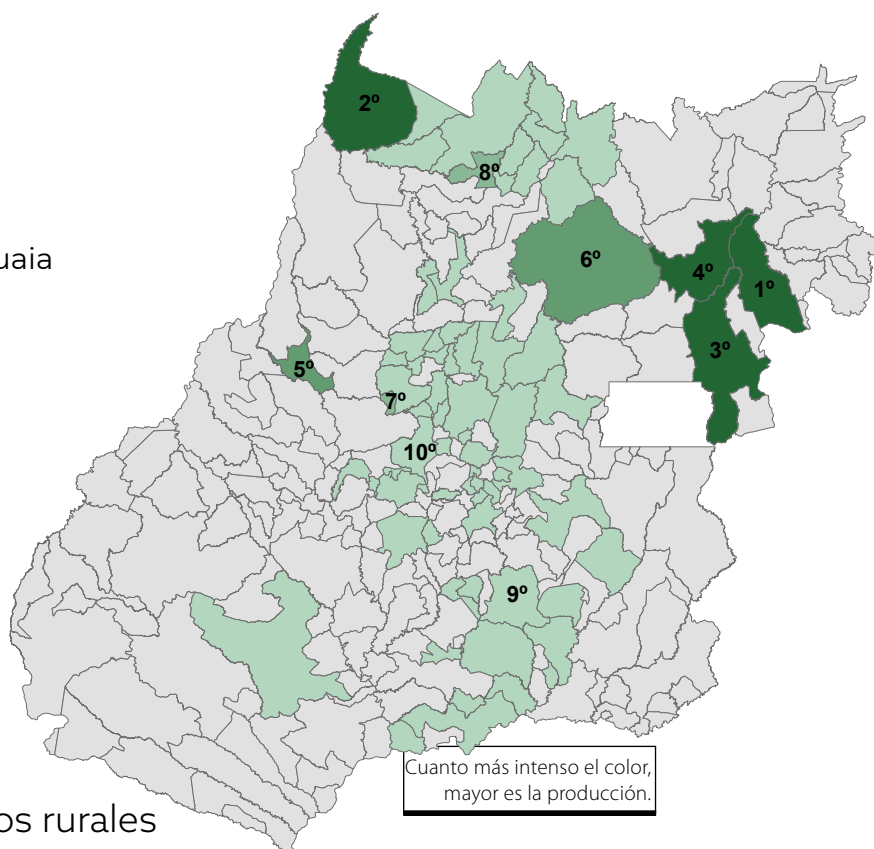 2º
8º
uaia
6º
4º
1º
3º
5º
7º
10º
9º
Cuanto más intenso el color,
mayor es la producción.
os rurales